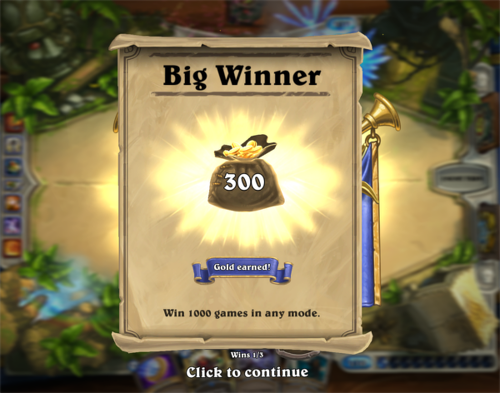 Big Winner
300
Gold earned!
Win 1000 games in any mode.
Wins 1/3
Click to continue